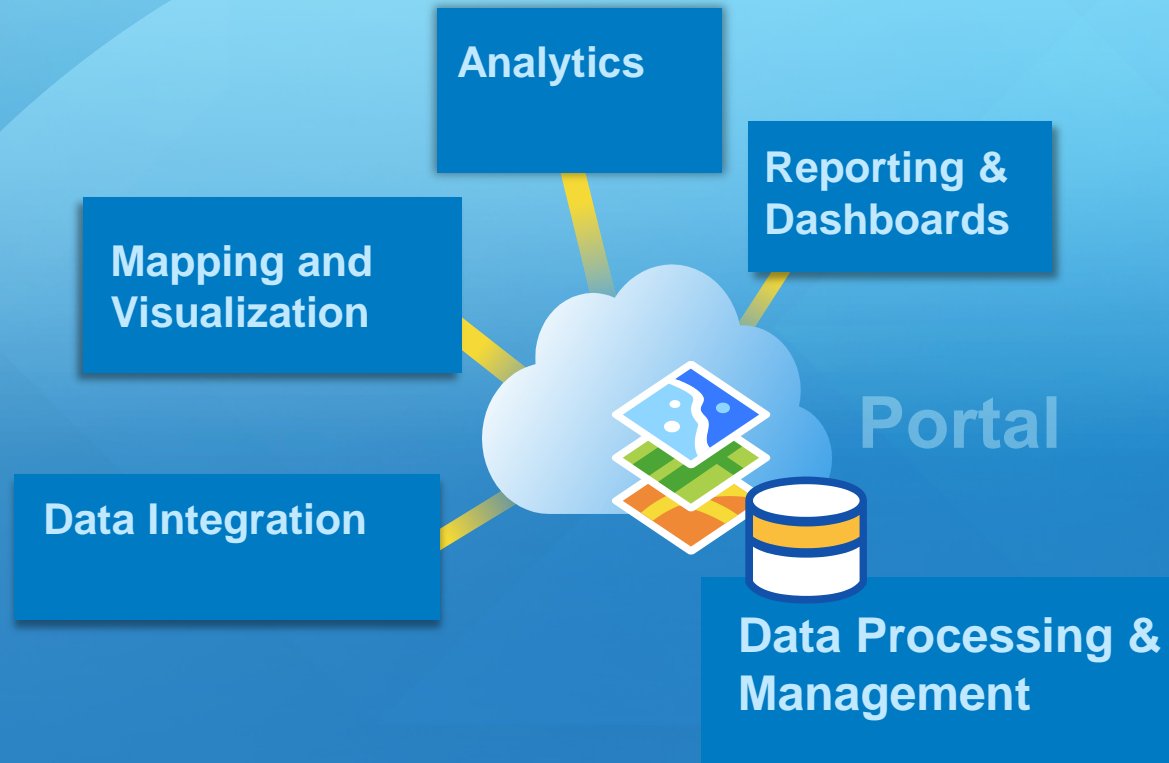 Analytics
Reporting &
Dashboards
Mapping and
Visualization
Portal
Data Integration
Data Processing &
Management